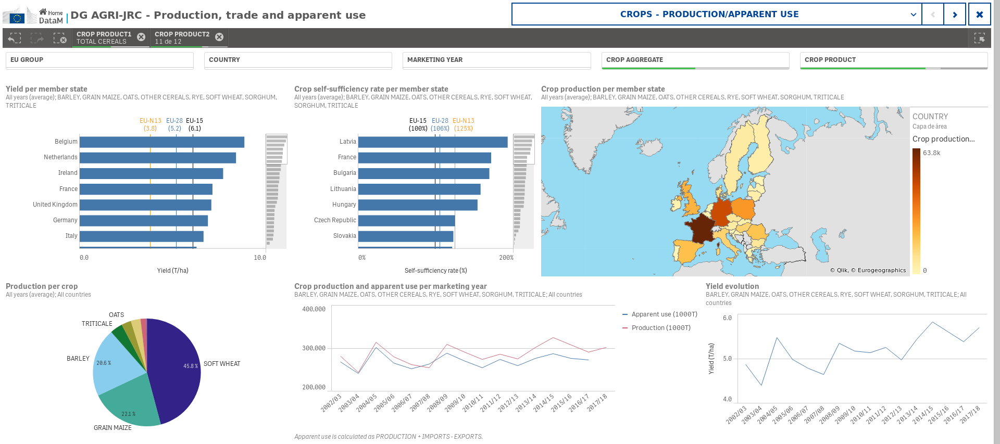 Home
DataM
DG AGRI-JRC - Production, trade and apparent use
CROPS - PRODUCTION/APPARENT USE
CROP PRODUCT1
TOTAL CEREALS
CROP PRODUCT2
11 de 12
EU GROUP
COUNTRY
MARKETING YEAR
CROP AGGREGATE
CROP PRODUCT
Yield per member state
All years (average); BARLEY, GRAIN MAIZE, OATS, OTHER CEREALS, RYE, SOFT WHEAT, SORGHUM,
TRITICALE
EU-N13 EU-28 EU-15
(3.8) (5.2) (6.1)
Belgium
Netherlands
Ireland
France
United Kingdom
Germany
Italy
0.0 10.0
Yield (T/ha)
Crop self-sufficiency rate per member state
All years (average); BARLEY, GRAIN MAIZE, OATS, OTHER CEREALS, RYE, SOFT WHEAT,
SORGHUM, TRITICALE
EU-15 EU-28 EU-N13
(100%) (106%) (125%)
Latvia
France
Bulgaria
Lithuania
Hungary
Czech Republic
Slovakia
0% 200%
Self-sufficiency rate (%)
Crop production per member state
All years (average); BARLEY, GRAIN MAIZE, OATS, OTHER CEREALS, RYE, SOFT WHEAT, SORGHUM, TRITICALE
COUNTRY
Capa de área
Crop production...
63.8k
0
© Qlik, © Eurogeographics
Production per crop
All years (average); All countries
OATS
TRITICALE
BARLEY
20.6 %
45.8 %
SOFT WHEAT
22.1 %
GRAIN MAIZE
Crop production and apparent use per marketing year
BARLEY, GRAIN MAIZE, OATS, OTHER CEREALS, RYE, SOFT WHEAT, SORGHUM, TRITICALE; All countries
400,000
300,000
200,000
2002/03 2003/04 2004/05 2005/06 2006/07 2007/08 2008/09 2009/10 2010/11 2011/12 2012/13 2013/14 2014/15 2015/16 2016/17 2017/18
Apparent use (1000T)
Production (1000T)
Apparent use is calculated as PRODUCTION + IMPORTS - EXPORTS.
Yield evolution
BARLEY, GRAIN MAIZE, OATS, OTHER CEREALS, RYE, SOFT WHEAT, SORGHUM, TRITICALE; All
countries
Yield (T/ha)
6.0
5.0
4.0
2002/03 2003/04 2004/05 2005/06 2006/07 2007/08 2008/09 2009/10 2010/11 2011/12 2012/13 2013/14 2014/15 2015/16 2016/17 2017/18